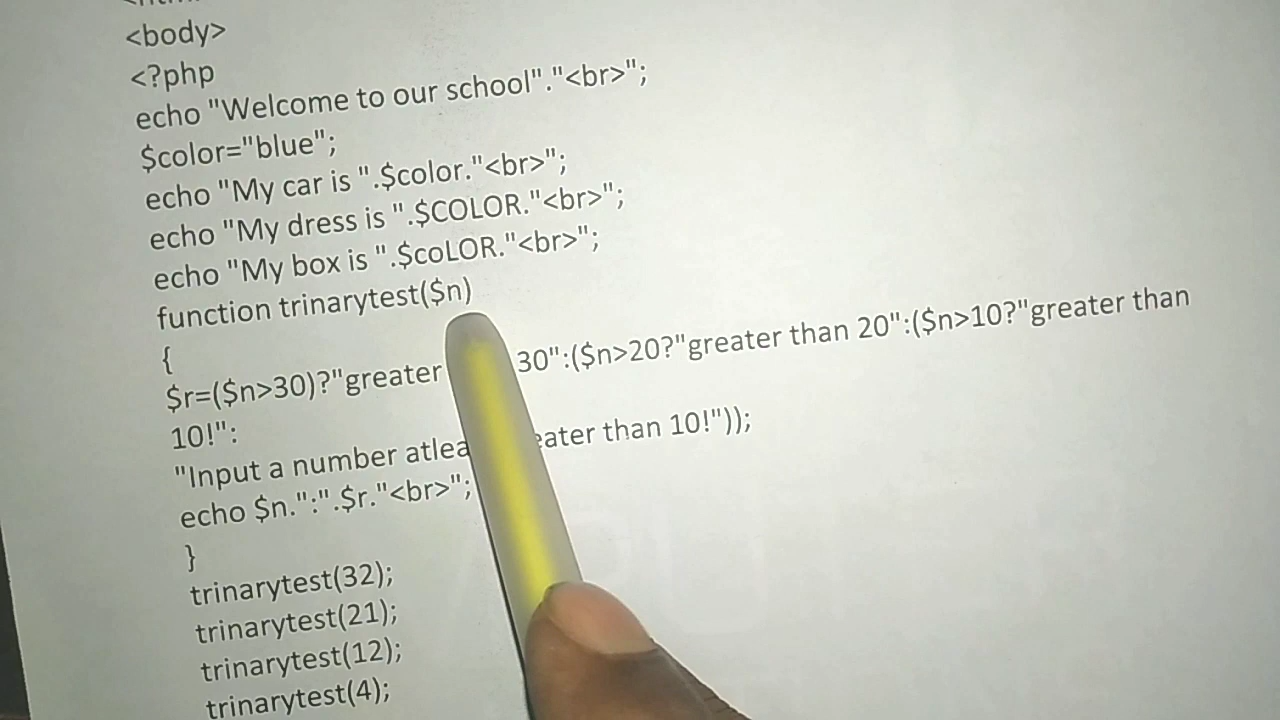 <body>
<?php
echo "Welcome to our school"."<br>";
$color="blue";
echo "My car is ".$color."<br>";
echo "My dress is ".$COLOR."<br>";
echo "My box is ".$coLOR."<br>";
function trinarytest($n)
{
$r=($n>30)?"greater 30":($n>20?"greater than 20":($n>10?"greater than
10!":
"Input a number than 10!"));
echo $n.":".$r."<br>";
}
trinarytest(32);
trinarytest(21);
trinarytest(12);
trinarytest(4);